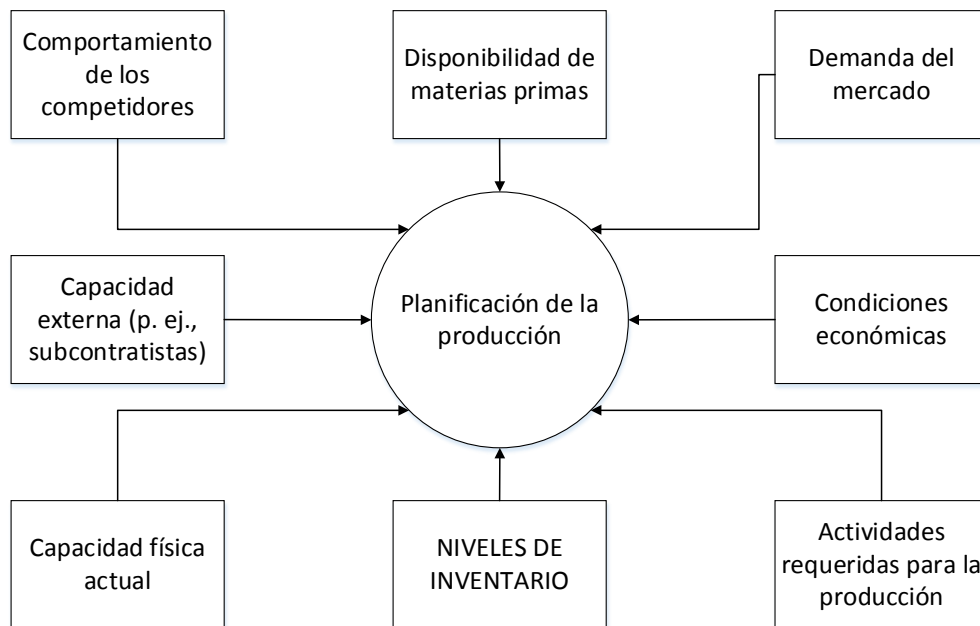 Comportamiento
de los
competidores
Disponibilidad de
materias primas
Demanda del
mercado
Capacidad
externa (p. ej.,
subcontratistas)
Planificación de la
producción
Condiciones
económicas
Capacidad física
actual
NIVELES DE
INVENTARIO
Actividades
requeridas para la
producción